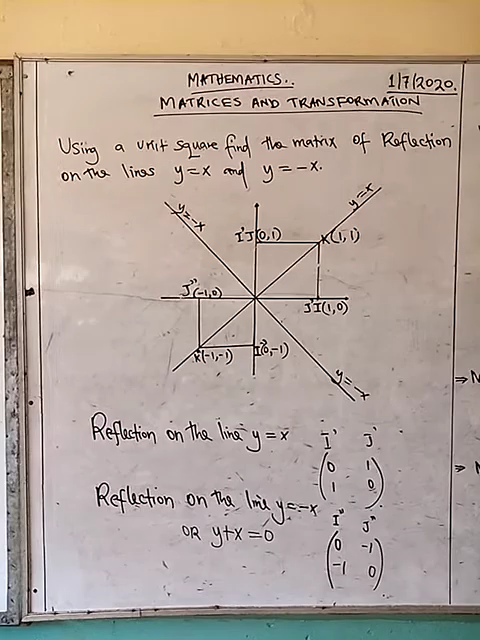 MATHEMATICS..
1/7/2020.
MATRICES AND TRANSFORMATION
Using a unit square find the matrix of Reflection
on the lines y=x and y=-x.
y=-x
y=x
I' J(0,1)
K(1,1)
J''(-1,0)
J' I(1,0)
K''(-1,-1)
I''(0,-1)
y=-x
⇒N
Reflection on the line y=x
I' J'
0 1
1 0
Reflection on the line y=-x
OR y+x=0
I'' J''
0 -1
-1 0